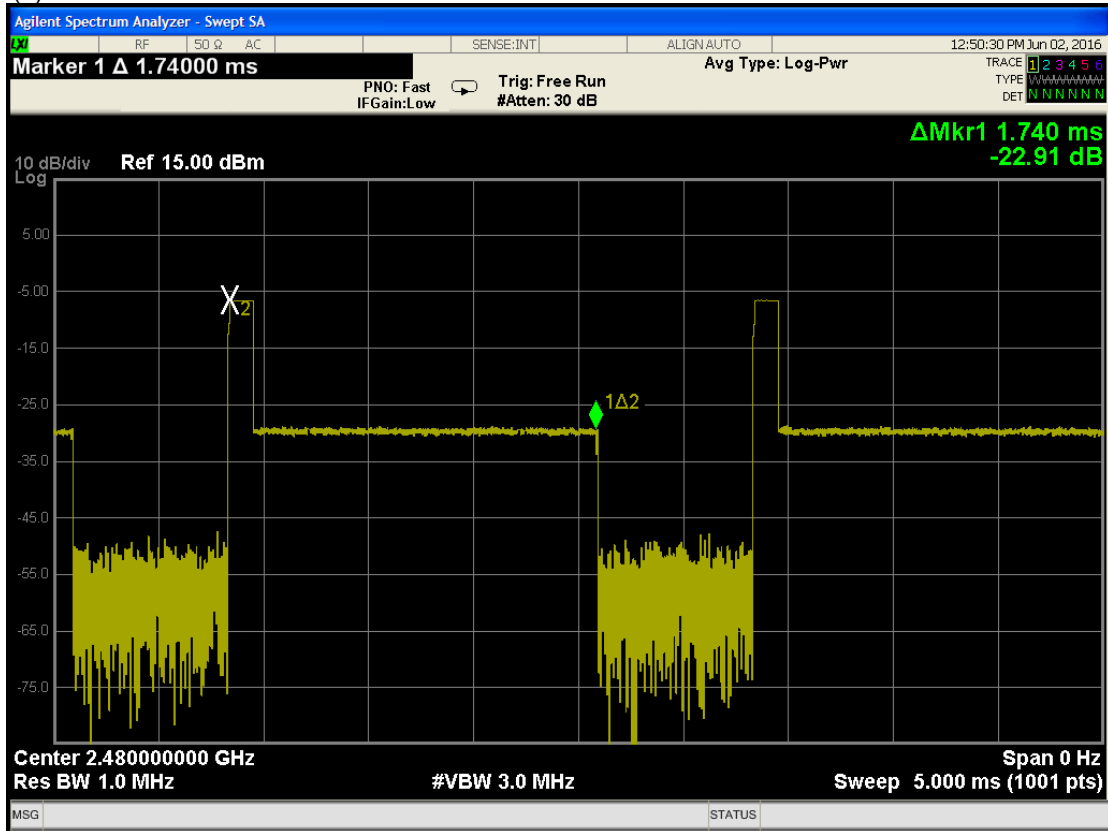 Agilent Spectrum Analyzer - Swept SA
LXI RF 50 Ω AC SENSE:INT ALIGN AUTO 12:50:30 PM Jun 02, 2016
Marker 1 Δ 1.74000 ms
PNO: Fast
IFGain:Low
Trig: Free Run
#Atten: 30 dB
Avg Type: Log-Pwr
TRACE 1 2 3 4 5 6
TYPE
DET N N N N N N
ΔMkr1 1.740 ms
-22.91 dB
10 dB/div Ref 15.00 dBm
Log
5.00
-5.00
X2
-15.0
-25.0
1Δ2
-35.0
-45.0
-55.0
-65.0
-75.0
Center 2.480000000 GHz Span 0 Hz
Res BW 1.0 MHz #VBW 3.0 MHz Sweep 5.000 ms (1001 pts)
MSG STATUS